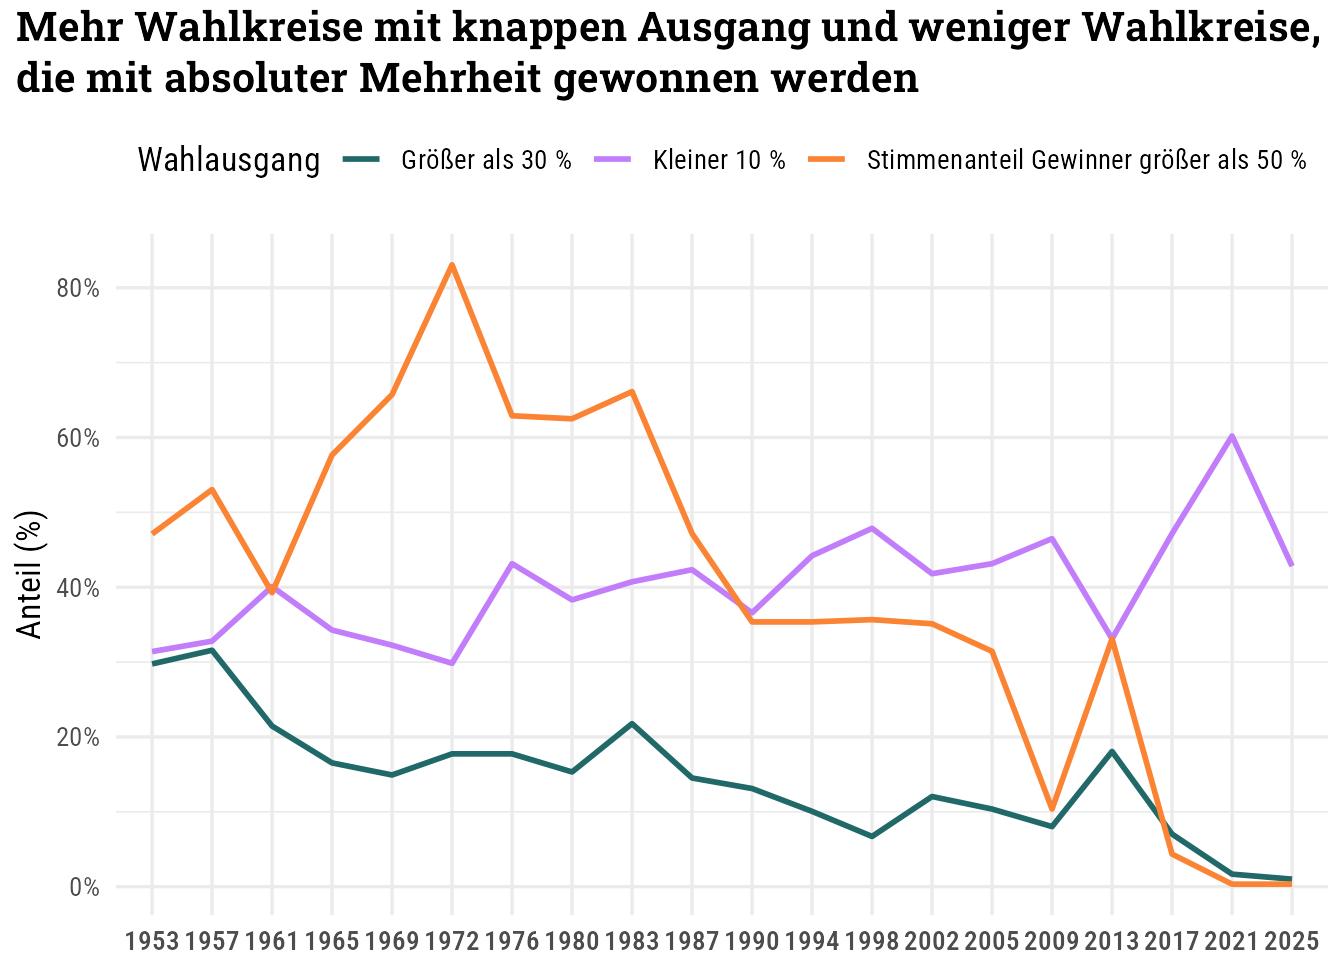 Mehr Wahlkreise mit knappen Ausgang und weniger Wahlkreise,
die mit absoluter Mehrheit gewonnen werden
Wahlausgang Größer als 30 % Kleiner 10 % Stimmenanteil Gewinner größer als 50 %
Anteil (%)
80%
60%
40%
20%
0%
1953 1957 1961 1965 1969 1972 1976 1980 1983 1987 1990 1994 1998 2002 2005 2009 2013 2017 2021 2025